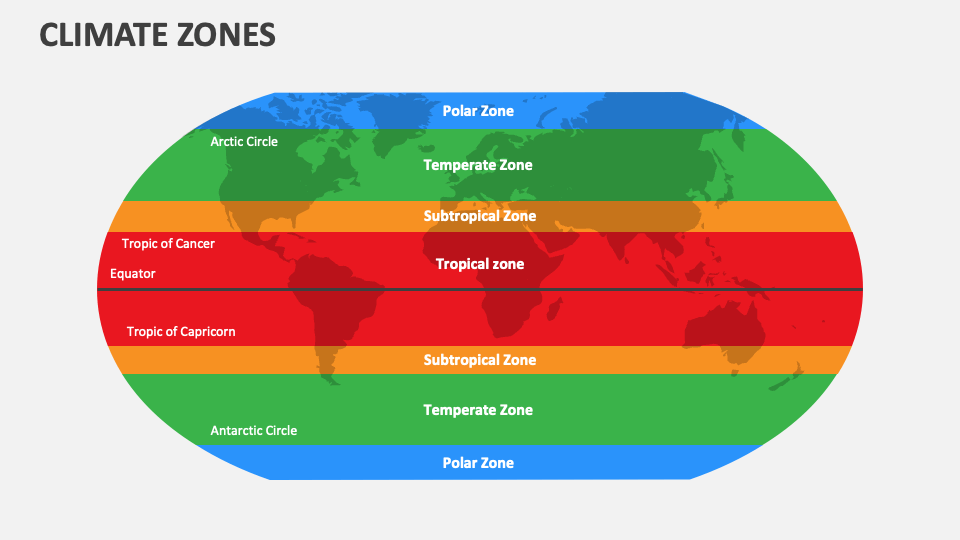 CLIMATE ZONES
Polar Zone
Arctic Circle
Temperate Zone
Subtropical Zone
Tropic of Cancer
Tropical zone
Equator
Tropic of Capricorn
Subtropical Zone
Temperate Zone
Antarctic Circle
Polar Zone